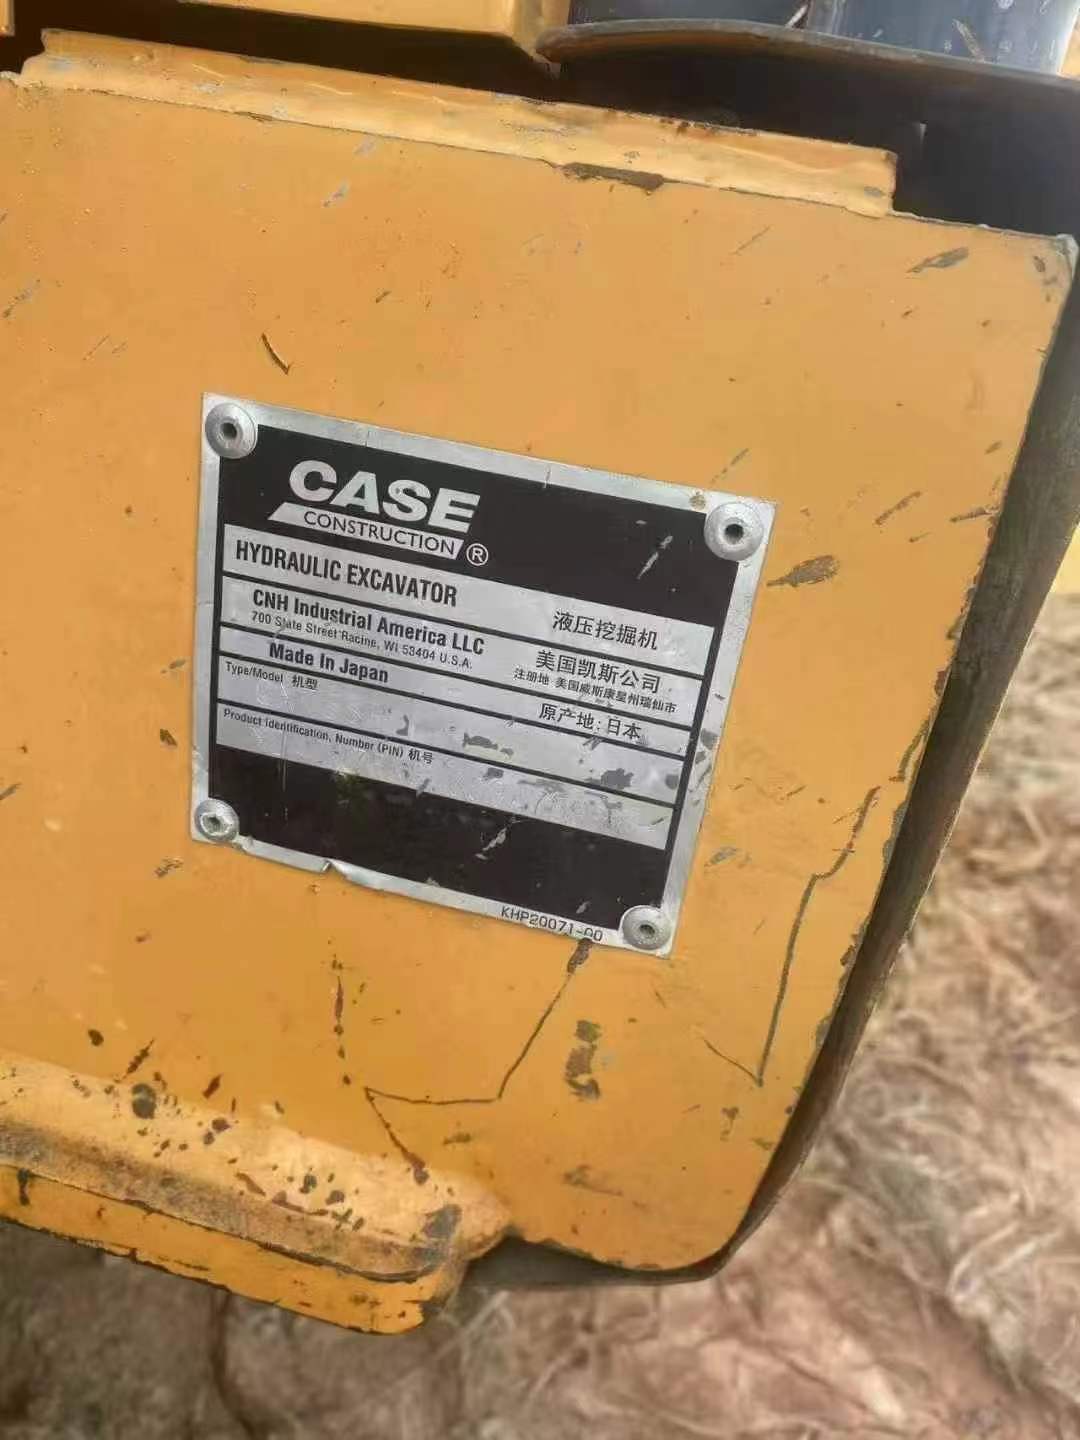 CASE
CONSTRUCTION ®
HYDRAULIC EXCAVATOR 液压挖掘机
CNH Industrial America LLC 美国凯斯公司
700 State Street Racine, WI 53404 U.S.A. 注册地 美国威斯康星州瑞仙市
Made In Japan 原产地:日本
Type/Model 机型
Product Identification, Number (PIN) 机号
KHP20071-00